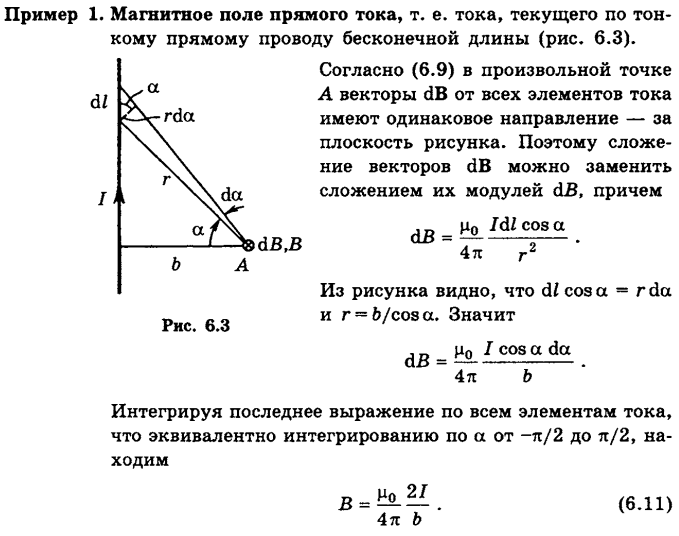 Пример 1. Магнитное поле прямого тока, т. е. тока, текущего по тон-
кому прямому проводу бесконечной длины (рис. 6.3).
dl
α
rdα
r
dα
I
α
dB,B
b
A
Рис. 6.3
Согласно (6.9) в произвольной точке
A векторы dB от всех элементов тока
имеют одинаковое направление — за
плоскость рисунка. Поэтому сложе-
ние векторов dB можно заменить
сложением их модулей dB, причем
dB = μ₀/4π · Idl cos α / r² .
Из рисунка видно, что dl cos α = r dα
и r = b/cos α. Значит
dB = μ₀/4π · I cos α dα / b .
Интегрируя последнее выражение по всем элементам тока,
что эквивалентно интегрированию по α от –π/2 до π/2, на-
ходим
B = μ₀/4π · 2I/b . (6.11)